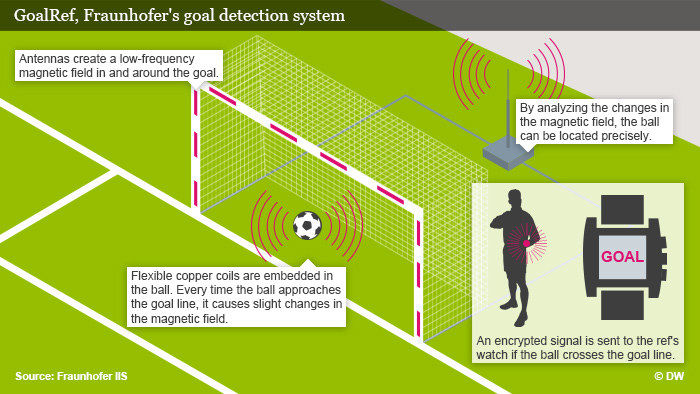 GoalRef, Fraunhofer's goal detection system
Antennas create a low-frequency
magnetic field in and around the goal.
By analyzing the changes in
the magnetic field, the ball
can be located precisely.
Flexible copper coils are embedded in
the ball. Every time the ball approaches
the goal line, it causes slight changes in
the magnetic field.
GOAL
An encrypted signal is sent to the ref's
watch if the ball crosses the goal line.
Source: Fraunhofer IIS
© DW